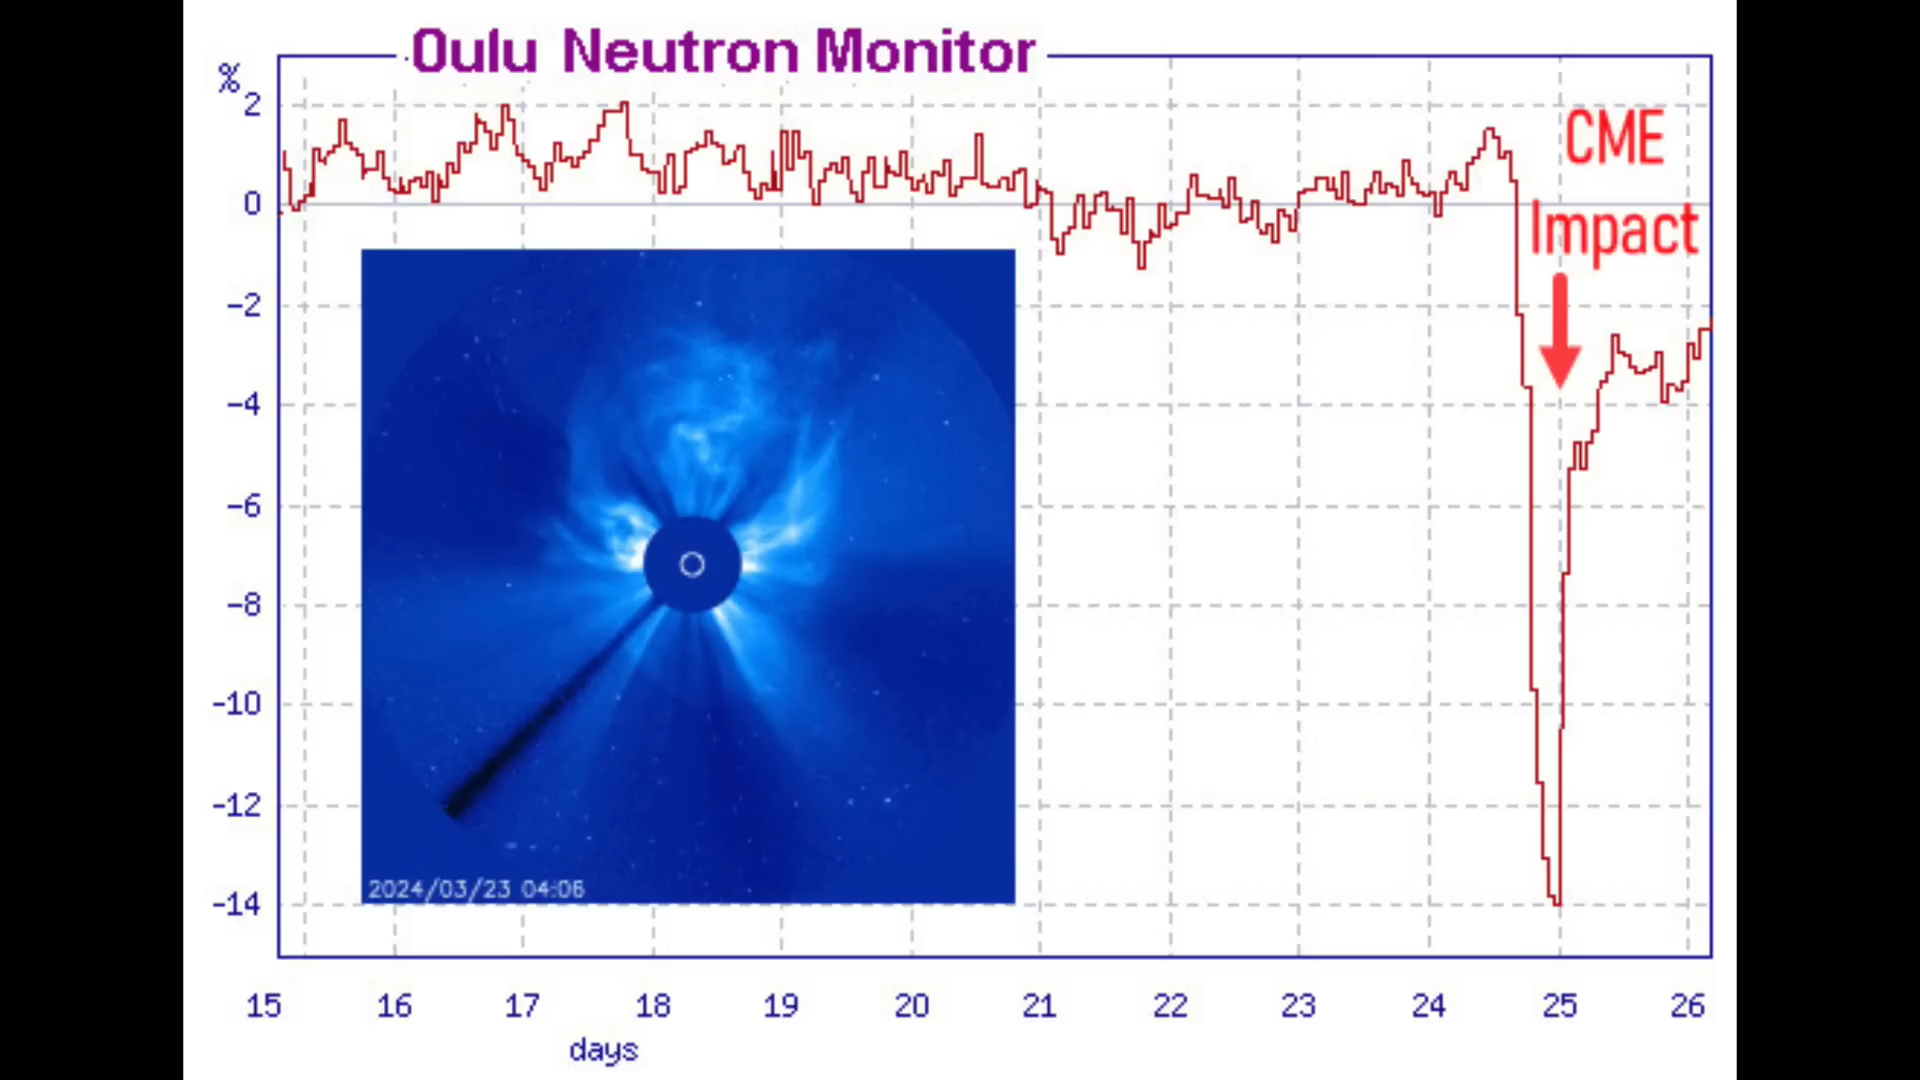 Oulu Neutron Monitor
%
2
0
-2
-4
-6
-8
-10
-12
-14
CME
Impact
2024/03/23 04:06
15 16 17 18 19 20 21 22 23 24 25 26
days